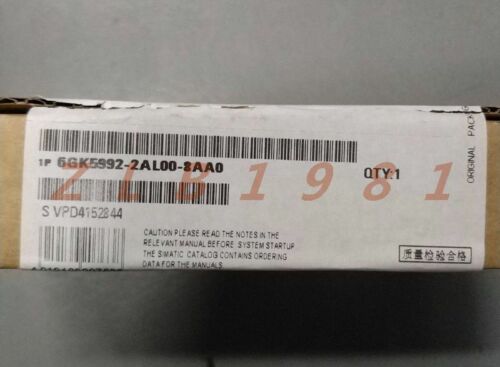 1P 6GK5992-2AL00-8AA0
QTY:1
ORIGINAL PACK
ZLB1981
S VPD4152844
CAUTION PLEASE READ THE NOTES IN THE
RELEVANT MANUAL BEFORE SYSTEM STARTUP
THE SIMATIC CATALOG CONTAINS ORDERING
DATA FOR THE MANUALS
质量检验合格